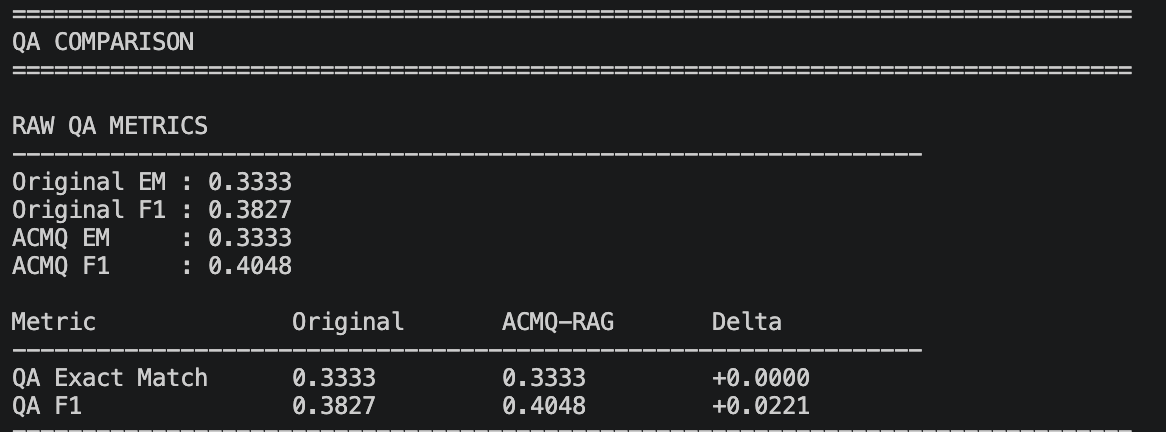 ================================================================================
QA COMPARISON
================================================================================
RAW QA METRICS
-----------------------------------------------------------------
Original EM : 0.3333
Original F1 : 0.3827
ACMQ EM     : 0.3333
ACMQ F1     : 0.4048
Metric              Original       ACMQ-RAG       Delta
-----------------------------------------------------------------
QA Exact Match      0.3333         0.3333         +0.0000
QA F1               0.3827         0.4048         +0.0221
================================================================================